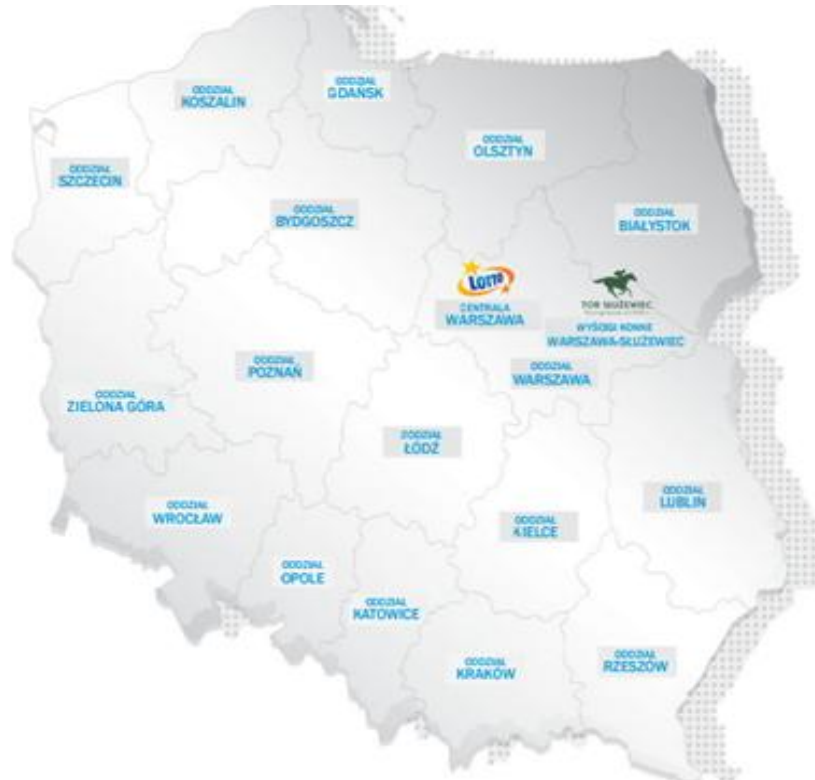 ODDZIAŁ
KOSZALIN
ODDZIAŁ
GDAŃSK
ODDZIAŁ
OLSZTYN
ODDZIAŁ
SZCZECIN
ODDZIAŁ
BYDGOSZCZ
ODDZIAŁ
BIAŁYSTOK
LOTTO
CENTRALA
WARSZAWA
TOR SŁUŻEWIEC
WYŚCIGI KONNE
WARSZAWA-SŁUŻEWIEC
ODDZIAŁ
POZNAŃ
ODDZIAŁ
WARSZAWA
ODDZIAŁ
ZIELONA GÓRA
ODDZIAŁ
ŁÓDŹ
ODDZIAŁ
LUBLIN
ODDZIAŁ
WROCŁAW
ODDZIAŁ
KIELCE
ODDZIAŁ
OPOLE
ODDZIAŁ
KATOWICE
ODDZIAŁ
KRAKÓW
ODDZIAŁ
RZESZÓW